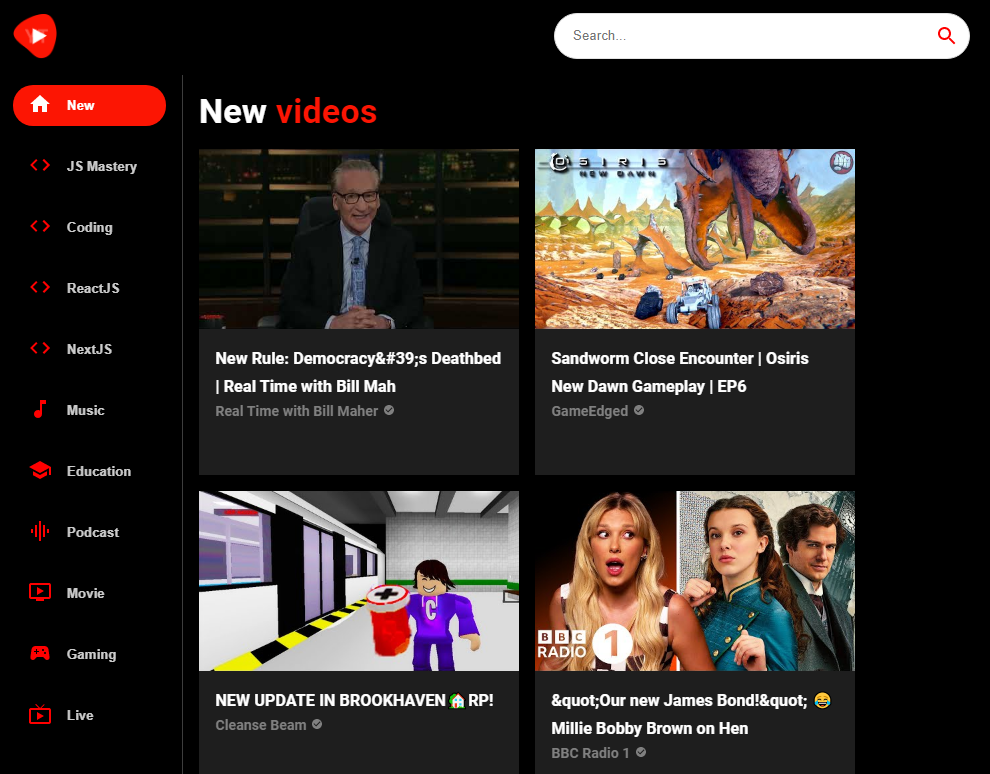 Search...
New
JS Mastery
Coding
ReactJS
NextJS
Music
Education
Podcast
Movie
Gaming
Live
New videos
New Rule: Democracy&#39;s Deathbed
| Real Time with Bill Mah
Real Time with Bill Maher
OSIRIS
NEW DAWN
Sandworm Close Encounter | Osiris
New Dawn Gameplay | EP6
GameEdged
C
NEW UPDATE IN BROOKHAVEN🏡RP!
Cleanse Beam
BBC
RADIO 1
&quot;Our new James Bond!&quot; 😂
Millie Bobby Brown on Hen
BBC Radio 1